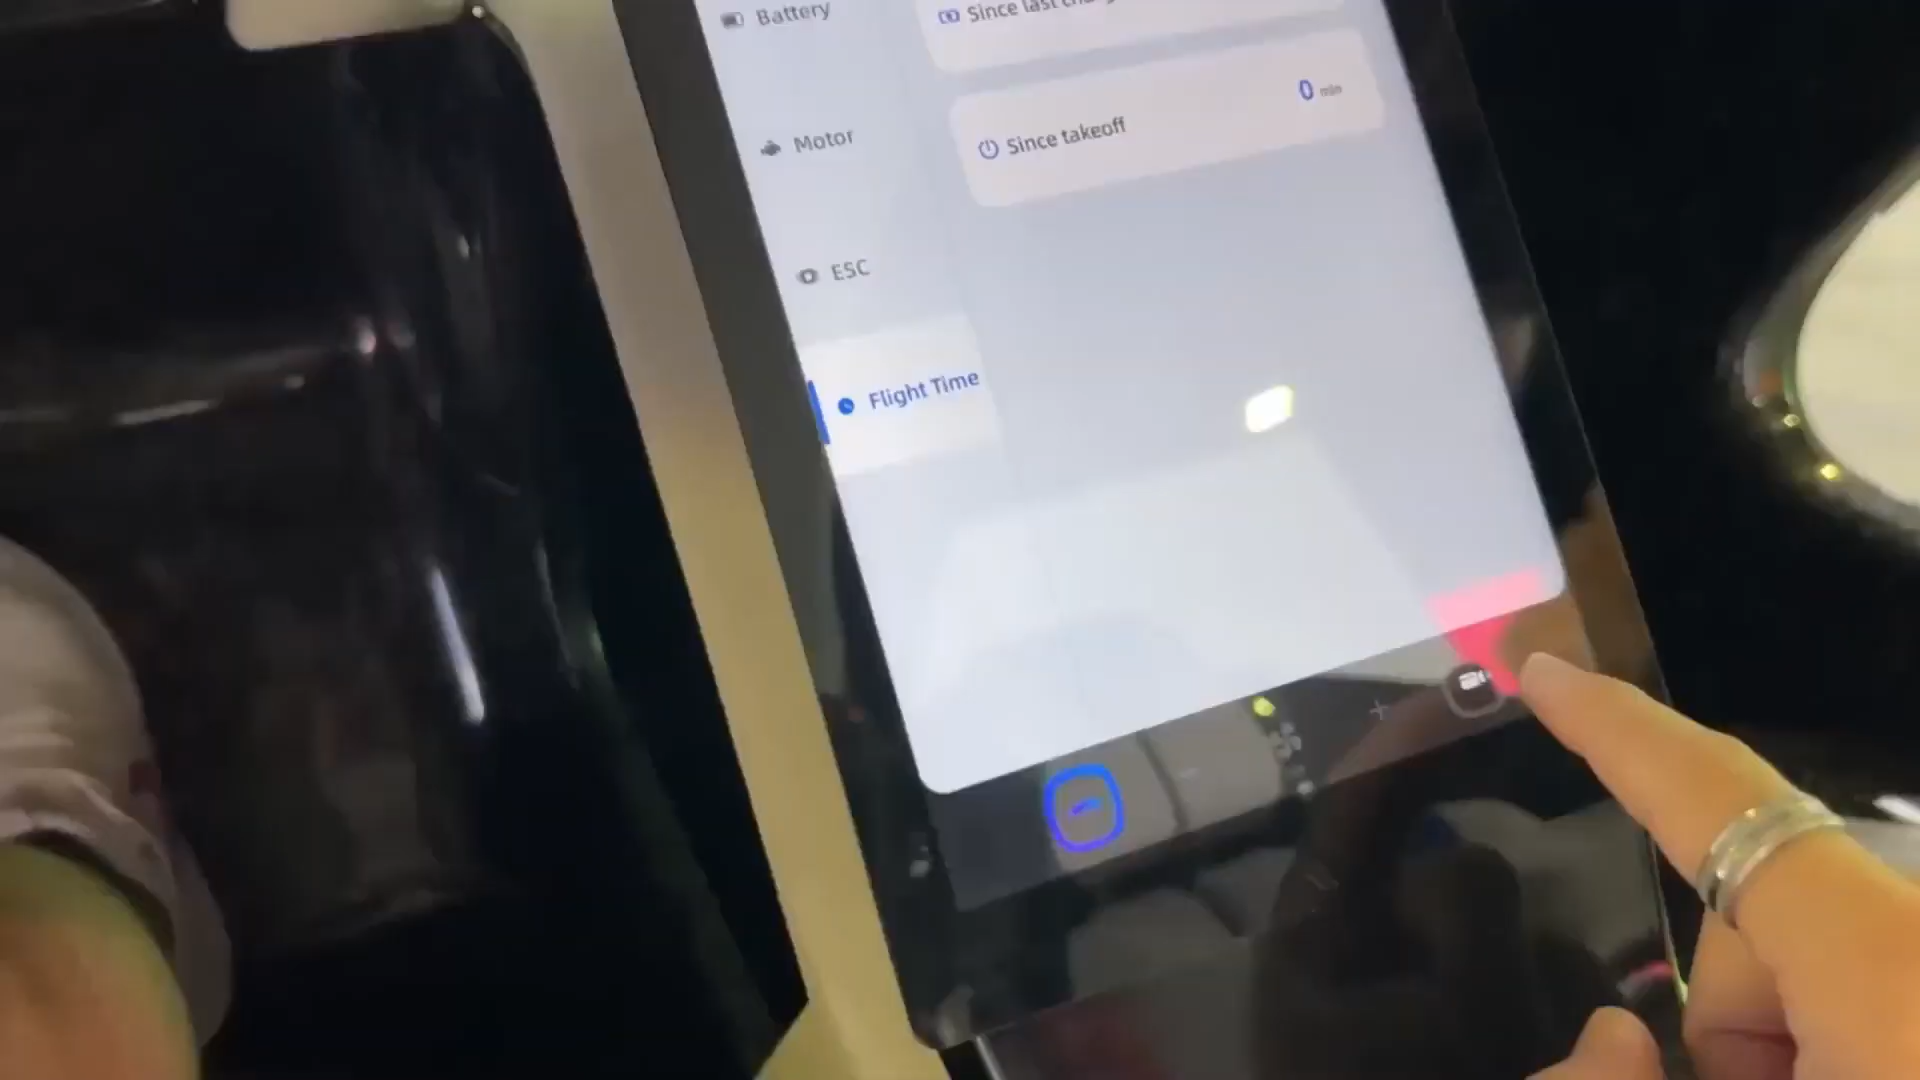 Battery
Since last
Motor
Since takeoff
0 min
ESC
Flight Time